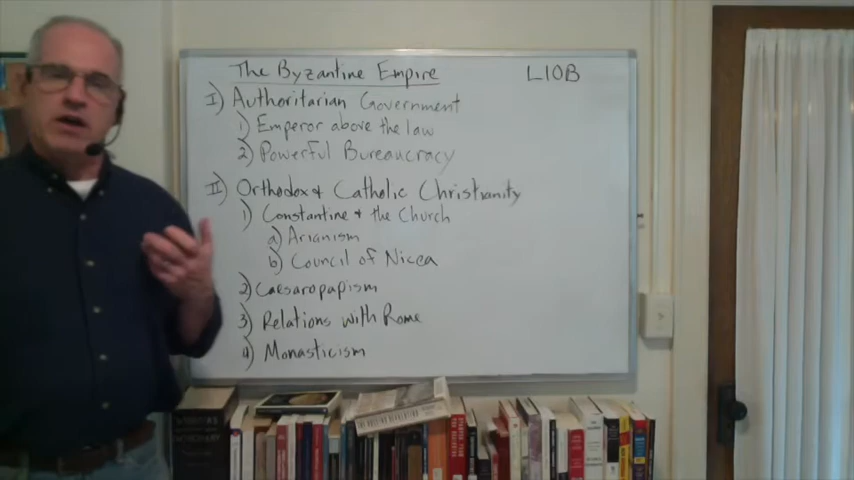 The Byzantine Empire
L10B
I) Authoritarian Government
1) Emperor above the law
2) Powerful Bureaucracy
II) Orthodox & Catholic Christianity
1) Constantine & the Church
a) Arianism
b) Council of Nicea
2) Caesaropapism
3) Relations with Rome
4) Monasticism